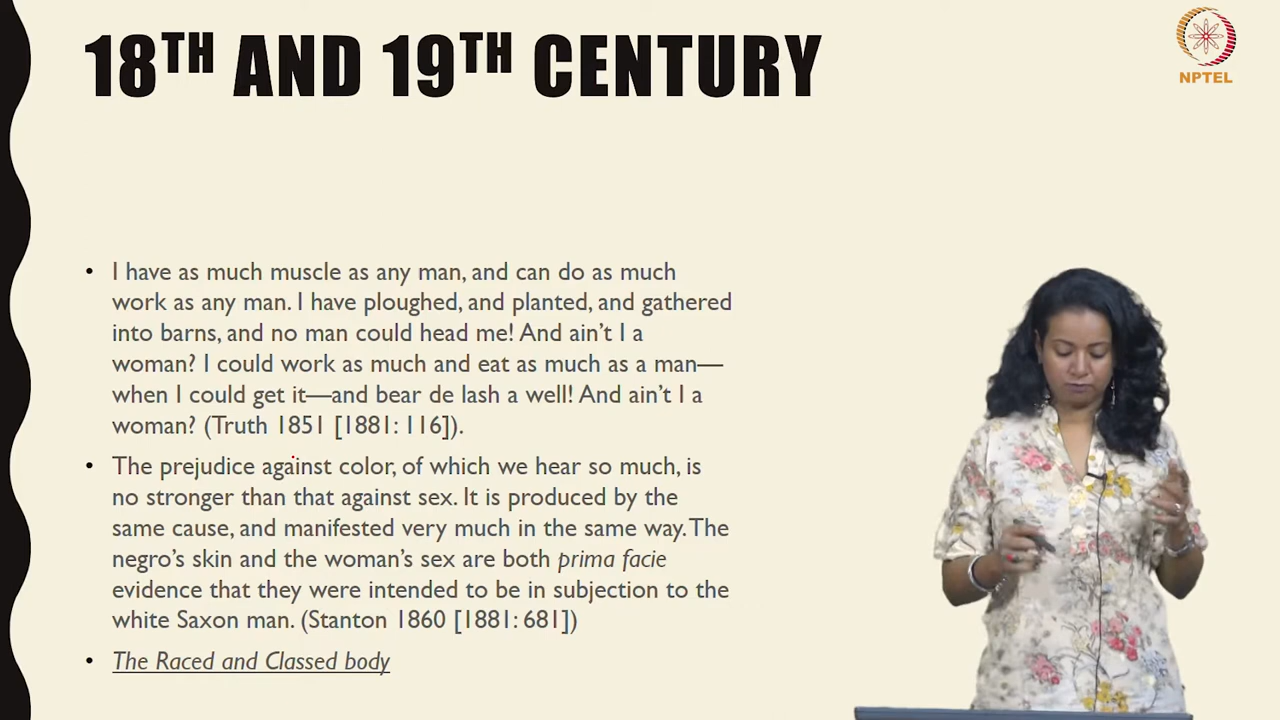 18TH AND 19TH CENTURY
NPTEL
• I have as much muscle as any man, and can do as much
work as any man. I have ploughed, and planted, and gathered
into barns, and no man could head me! And ain't I a
woman? I could work as much and eat as much as a man—
when I could get it—and bear de lash a well! And ain't I a
woman? (Truth 1851 [1881: 116]).
• The prejudice against color, of which we hear so much, is
no stronger than that against sex. It is produced by the
same cause, and manifested very much in the same way. The
negro's skin and the woman's sex are both prima facie
evidence that they were intended to be in subjection to the
white Saxon man. (Stanton 1860 [1881: 681])
• The Raced and Classed body